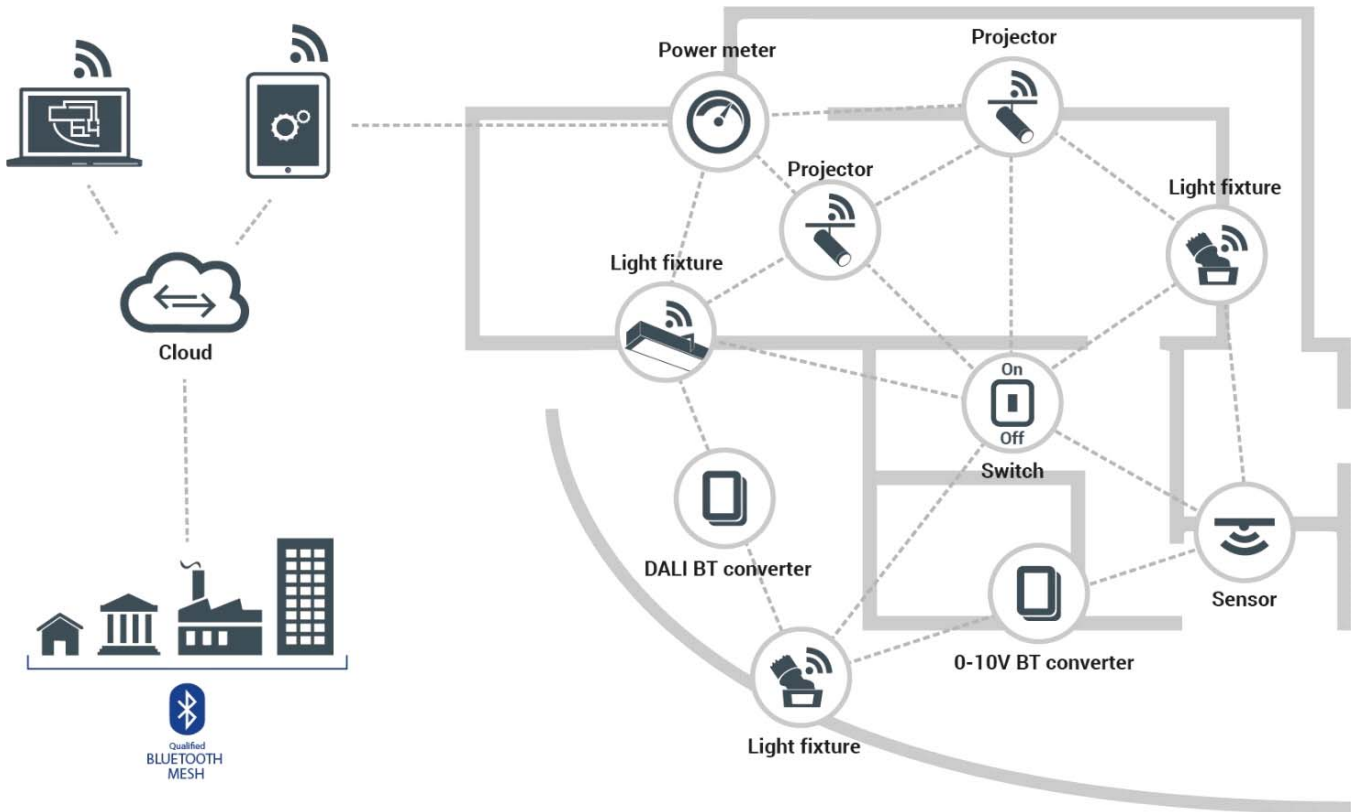 Power meter
Projector
Projector
Light fixture
Light fixture
Cloud
On
Off
Switch
DALI BT converter
Sensor
0-10V BT converter
Light fixture
Qualified
BLUETOOTH
MESH